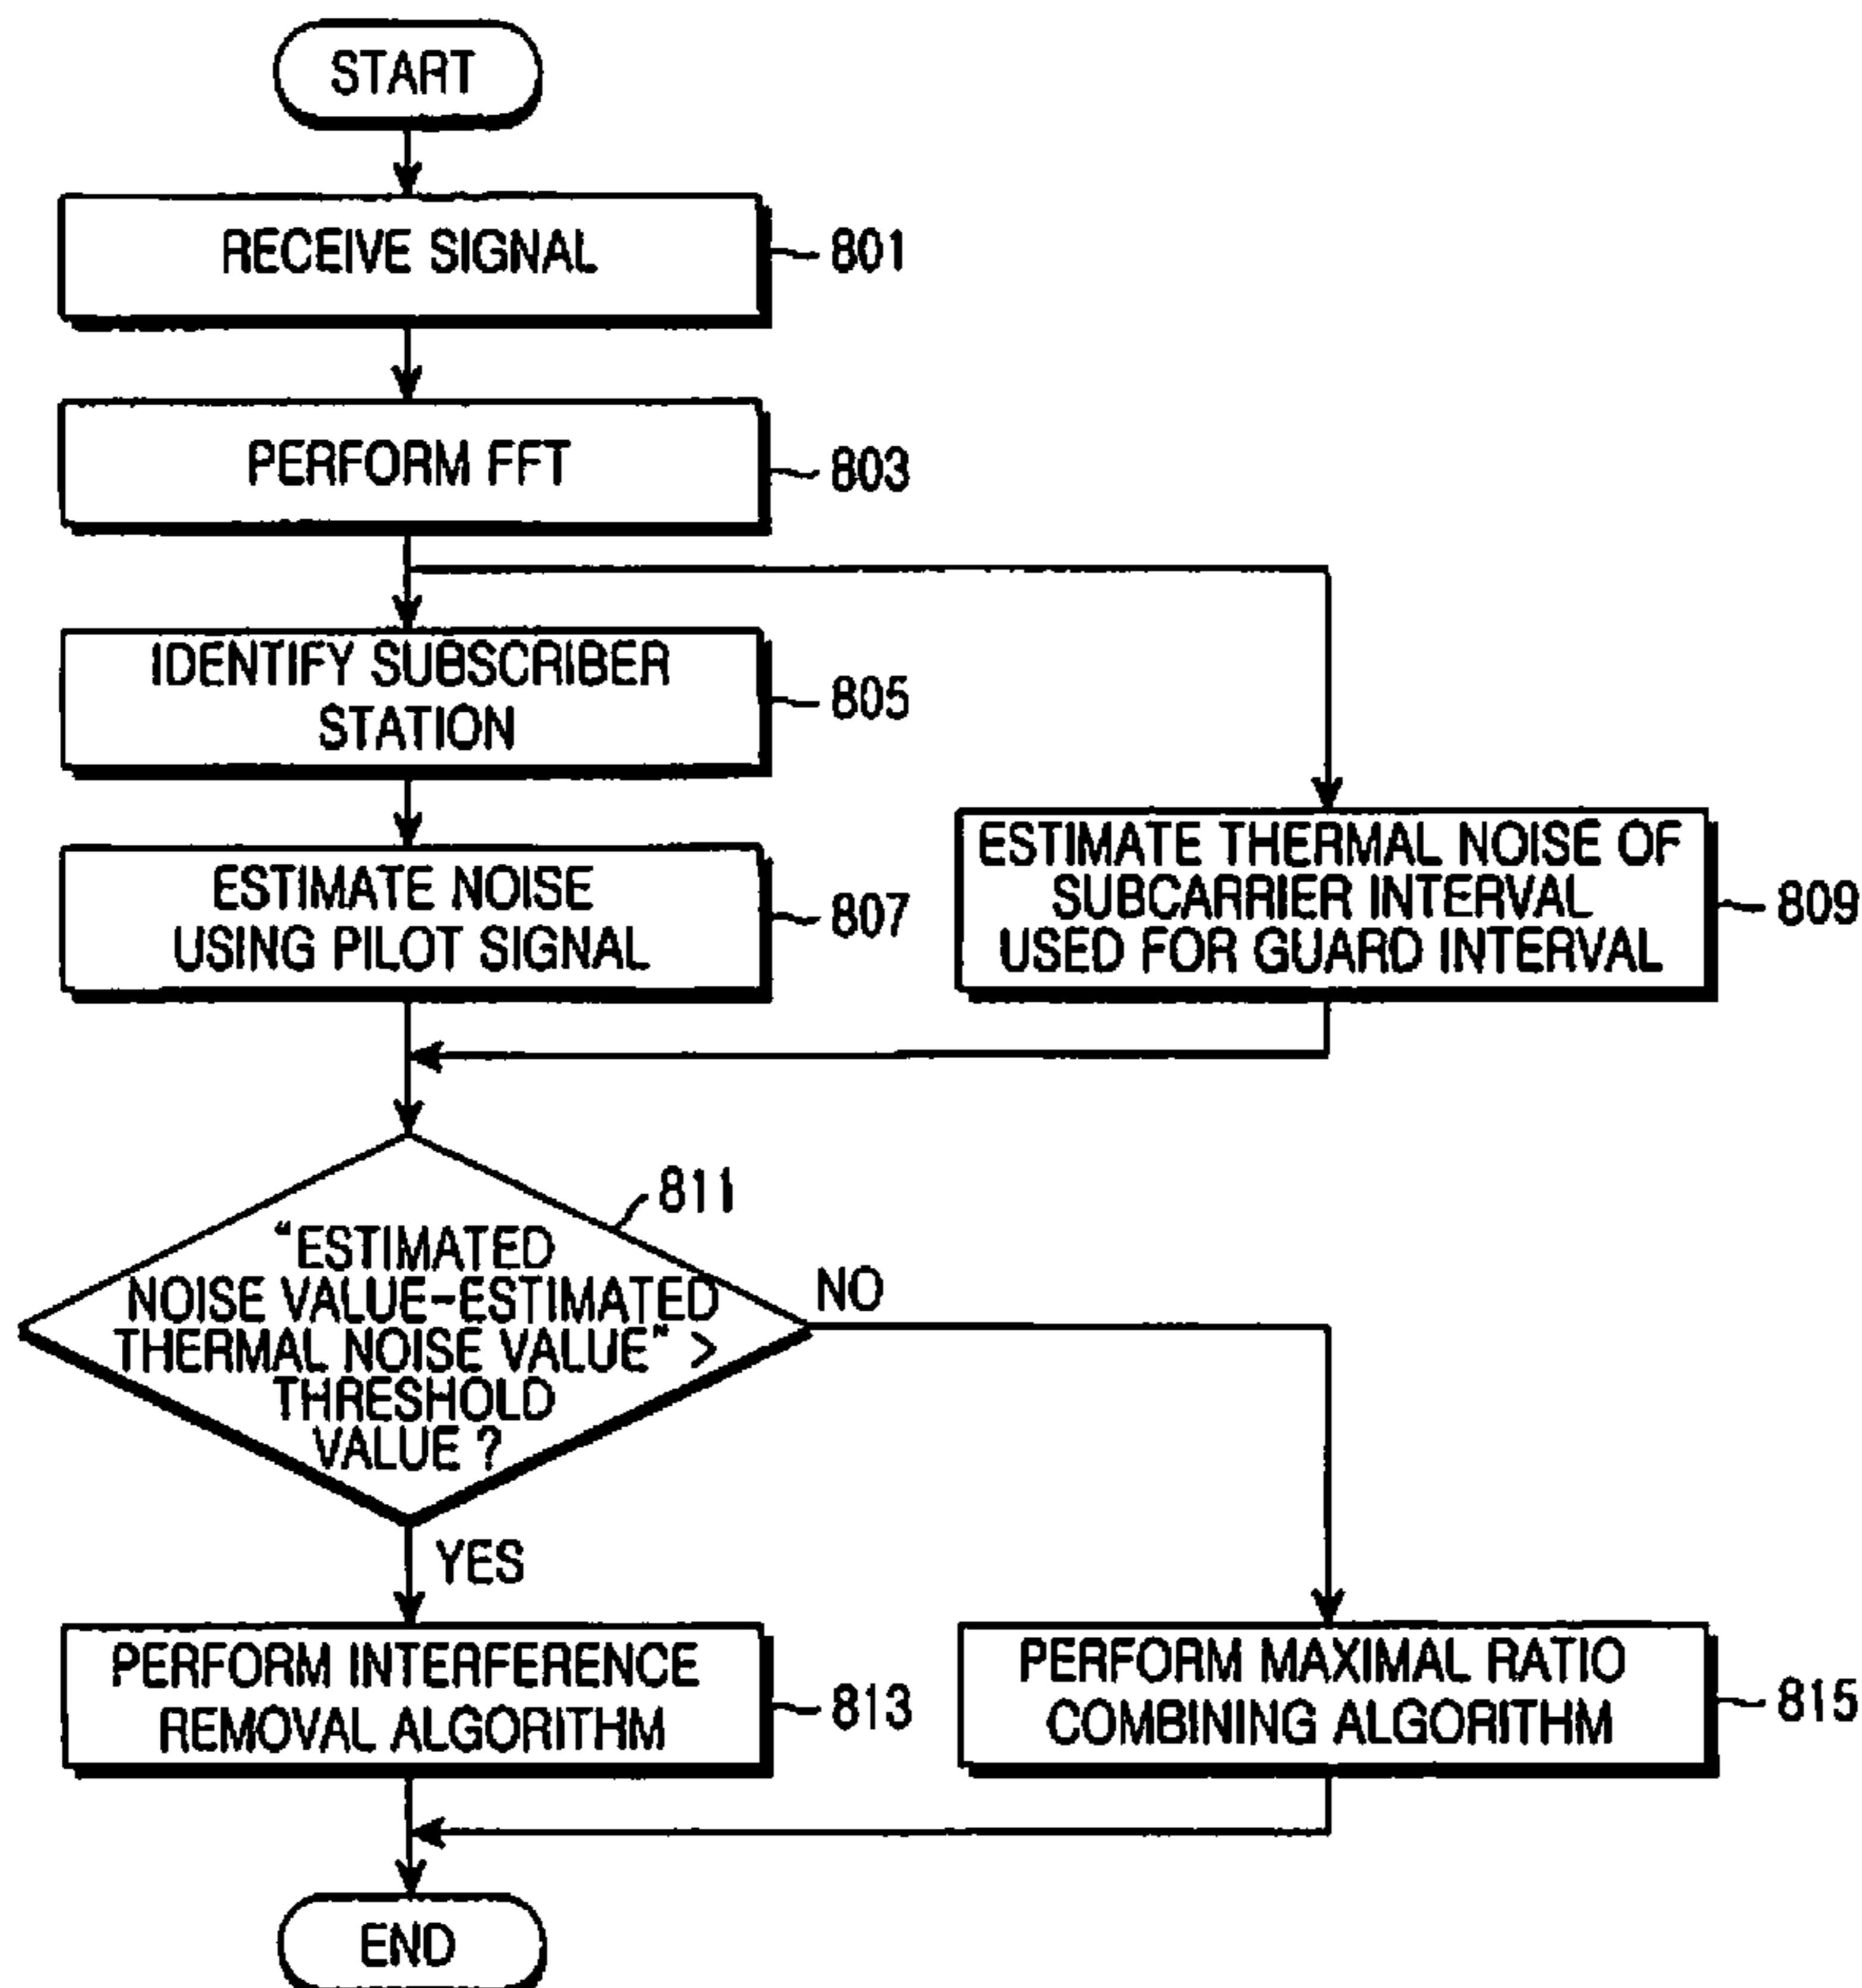 START
RECEIVE SIGNAL
801
PERFORM FFT
803
IDENTIFY SUBSCRIBER
STATION
805
ESTIMATE NOISE
USING PILOT SIGNAL
807
ESTIMATE THERMAL NOISE OF
SUBCARRIER INTERVAL
USED FOR GUARD INTERVAL
809
811
"ESTIMATED
NOISE VALUE-ESTIMATED
THERMAL NOISE VALUE" >
THRESHOLD
VALUE ?
NO
YES
PERFORM INTERFERENCE
REMOVAL ALGORITHM
813
PERFORM MAXIMAL RATIO
COMBINING ALGORITHM
815
END